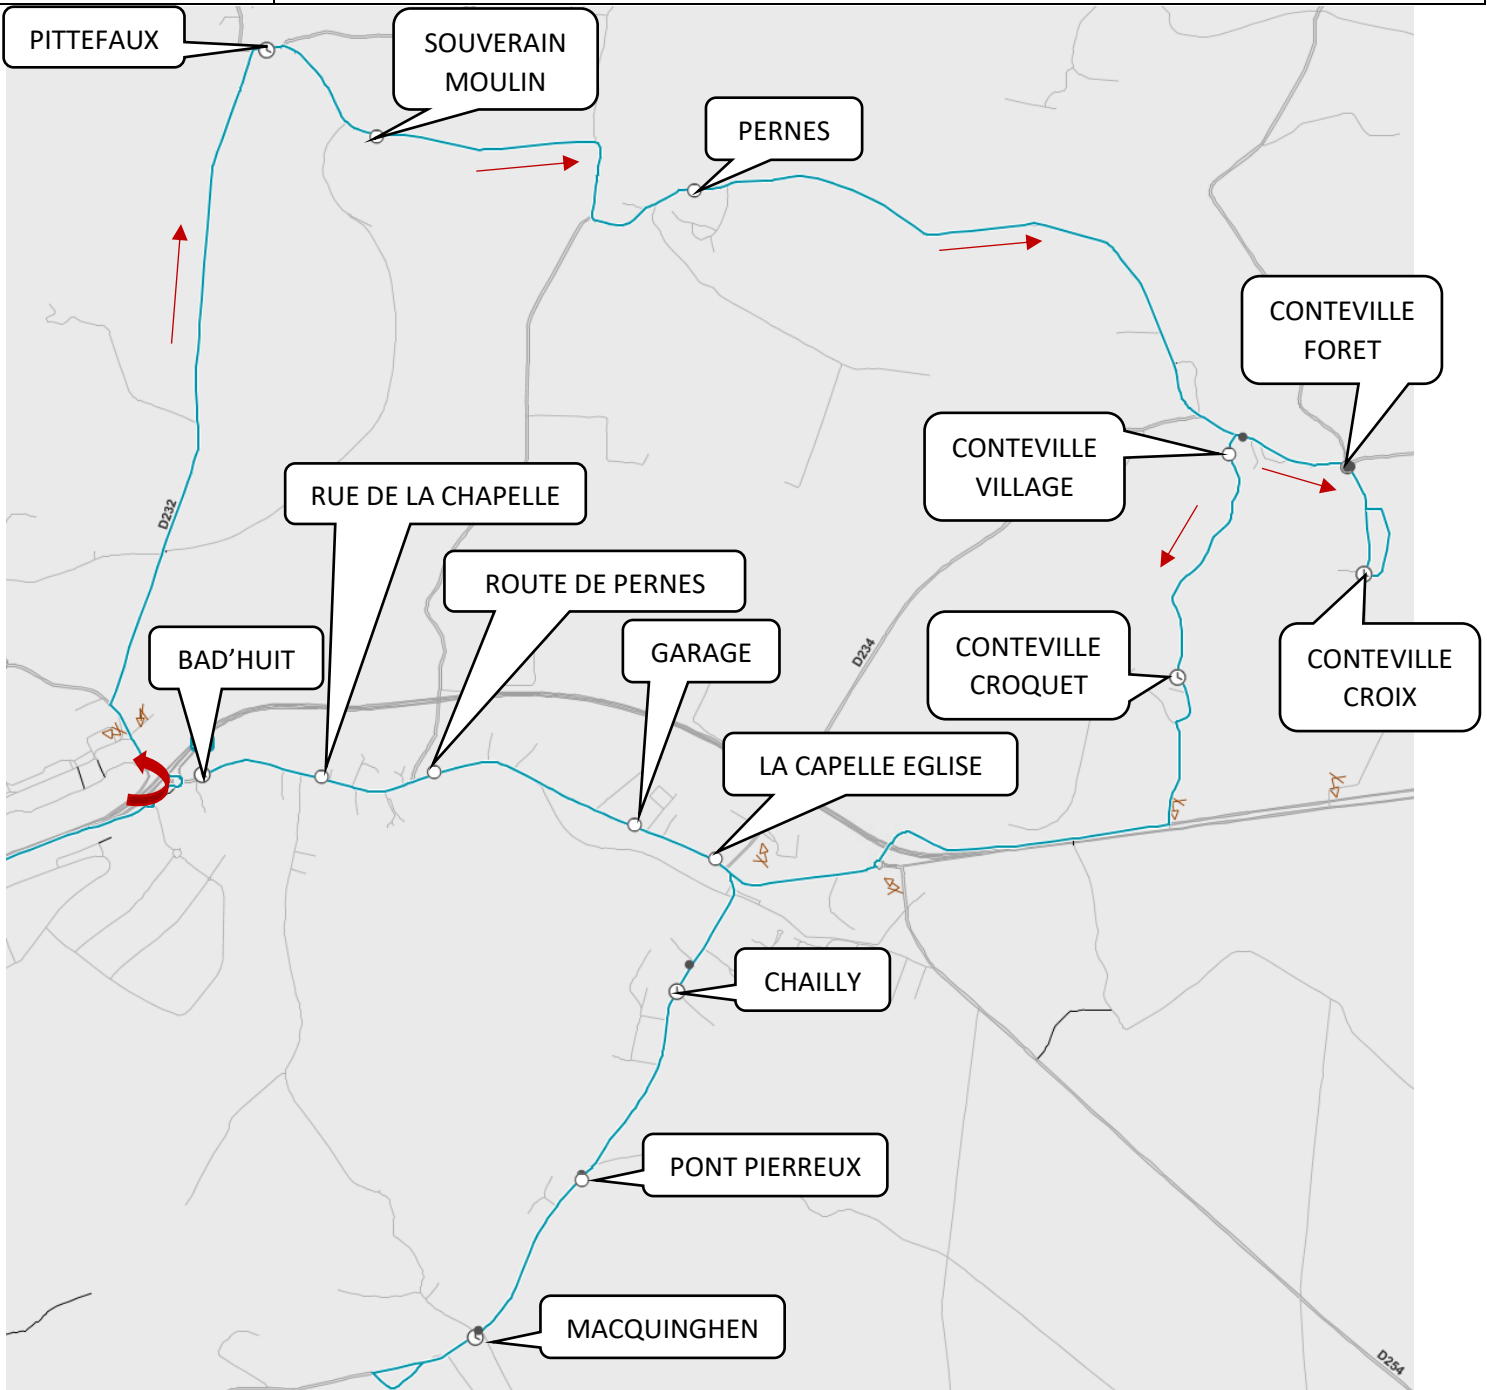 PITTEFAUX
SOUVERAIN
MOULIN
PERNES
CONTEVILLE
FORET
CONTEVILLE
VILLAGE
RUE DE LA CHAPELLE
D232
ROUTE DE PERNES
BAD’HUIT
GARAGE
D234
CONTEVILLE
CROQUET
CONTEVILLE
CROIX
LA CAPELLE EGLISE
CHAILLY
PONT PIERREUX
MACQUINGHEN
D254